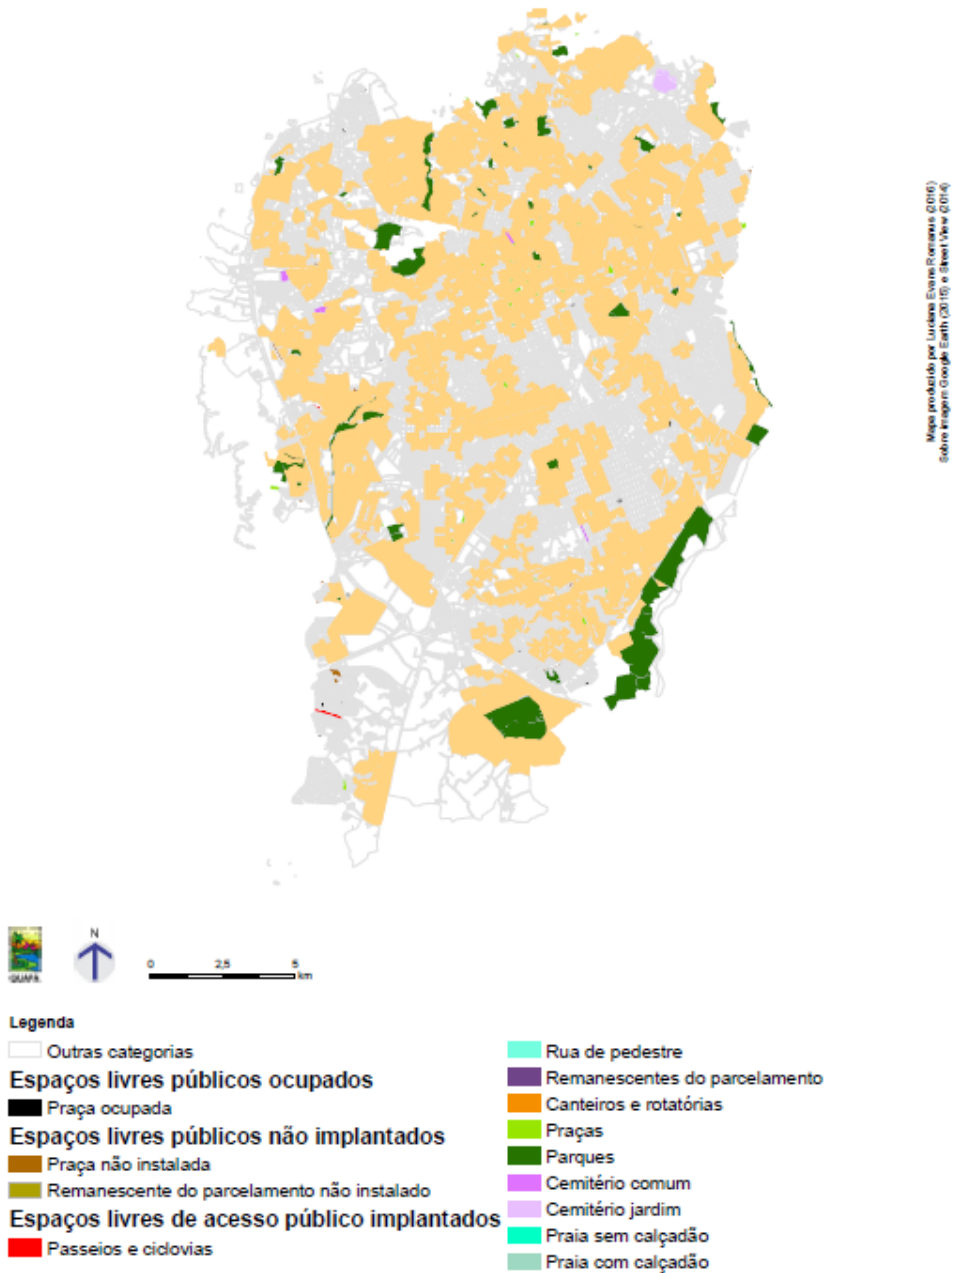 Mapa produzido por Luciana Evans Romanus (2016)
Sobre imagem Google Earth (2015) e Street View (2014)
QUAPÁ
N
0 2,5 5
km
Legenda
Outras categorias
Espaços livres públicos ocupados
Praça ocupada
Espaços livres públicos não implantados
Praça não instalada
Remanescente do parcelamento não instalado
Espaços livres de acesso público implantados
Passeios e ciclovias
Rua de pedestre
Remanescentes do parcelamento
Canteiros e rotatórias
Praças
Parques
Cemitério comum
Cemitério jardim
Praia sem calçadão
Praia com calçadão